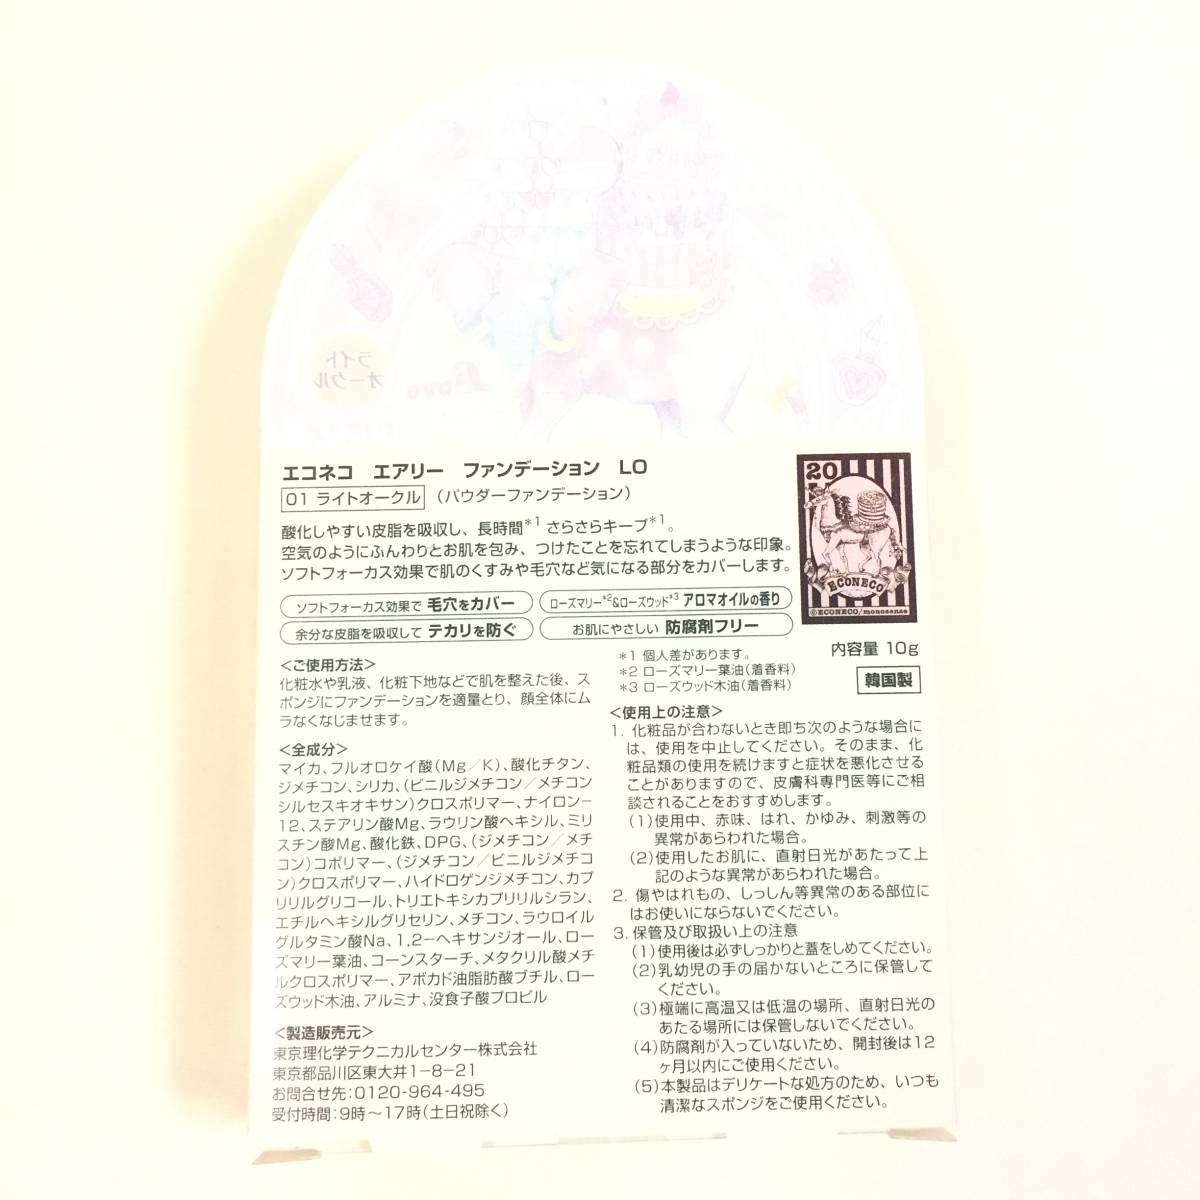 ライト
オークル
Love
エコネコ エアリー ファンデーション LO
01 ライトオークル (パウダーファンデーション)
酸化しやすい皮脂を吸収し、長時間*1 さらさらキープ*1。
空気のようにふんわりとお肌を包み、つけたことを忘れてしまうような印象。
ソフトフォーカス効果で肌のくすみや毛穴など気になる部分をカバーします。
ソフトフォーカス効果で 毛穴をカバー
ローズマリー*2&ローズウッド*3 アロマオイルの香り
余分な皮脂を吸収して テカリを防ぐ
お肌にやさしい 防腐剤フリー
20
ECONECO
©ECONECO/monosense
内容量 10g
韓国製
*1 個人差があります。
*2 ローズマリー葉油(着香料)
*3 ローズウッド木油(着香料)
<ご使用方法>
化粧水や乳液、化粧下地などで肌を整えた後、ス
ポンジにファンデーションを適量とり、顔全体にム
ラなくなじませます。
<全成分>
マイカ、フルオロケイ酸(Mg/K)、酸化チタン、
ジメチコン、シリカ、(ビニルジメチコン/メチコン
シルセスキオキサン)クロスポリマー、ナイロン-
12、ステアリン酸Mg、ラウリン酸ヘキシル、ミリ
スチン酸Mg、酸化鉄、DPG、(ジメチコン/メチ
コン)コポリマー、(ジメチコン/ビニルジメチコ
ン)クロスポリマー、ハイドロゲンジメチコン、カプ
リリルグリコール、トリエトキシカプリリルシラン、
エチルヘキシルグリセリン、メチコン、ラウロイル
グルタミン酸Na、1,2-ヘキサンジオール、ロー
ズマリー葉油、コーンスターチ、メタクリル酸メチ
ルクロスポリマー、アボカド油脂肪酸ブチル、ロー
ズウッド木油、アルミナ、没食子酸プロピル
<製造販売元>
東京理化学テクニカルセンター株式会社
東京都品川区東大井1-8-21
お問合せ先:0120-964-495
受付時間:9時~17時(土日祝除く)
<使用上の注意>
1. 化粧品が合わないとき即ち次のような場合に
は、使用を中止してください。そのまま、化
粧品類の使用を続けますと症状を悪化させる
ことがありますので、皮膚科専門医等にご相
談されることをおすすめします。
(1)使用中、赤味、はれ、かゆみ、刺激等の
異常があらわれた場合。
(2)使用したお肌に、直射日光があたって上
記のような異常があらわれた場合。
2. 傷やはれもの、しっしん等異常のある部位に
はお使いにならないでください。
3. 保管及び取扱い上の注意
(1)使用後は必ずしっかりと蓋をしめてください。
(2)乳幼児の手の届かないところに保管して
ください。
(3)極端に高温又は低温の場所、直射日光の
あたる場所には保管しないでください。
(4)防腐剤が入っていないため、開封後は12
ヶ月以内にご使用ください。
(5)本製品はデリケートな処方のため、いつも
清潔なスポンジをご使用ください。